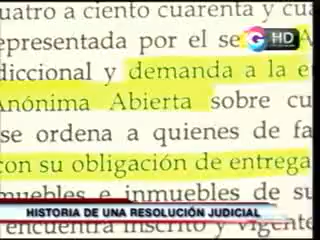 uatro a ciento cuarenta y cua
epresentada por el se
G HD
diccional y demanda a la e
Anónima Abierta sobre cu
se ordena a quienes de fa
con su obligación de entrega
muebles e inmuebles de su
HISTORIA DE UNA RESOLUCIÓN JUDICIAL
encuentra inscrito y vigente